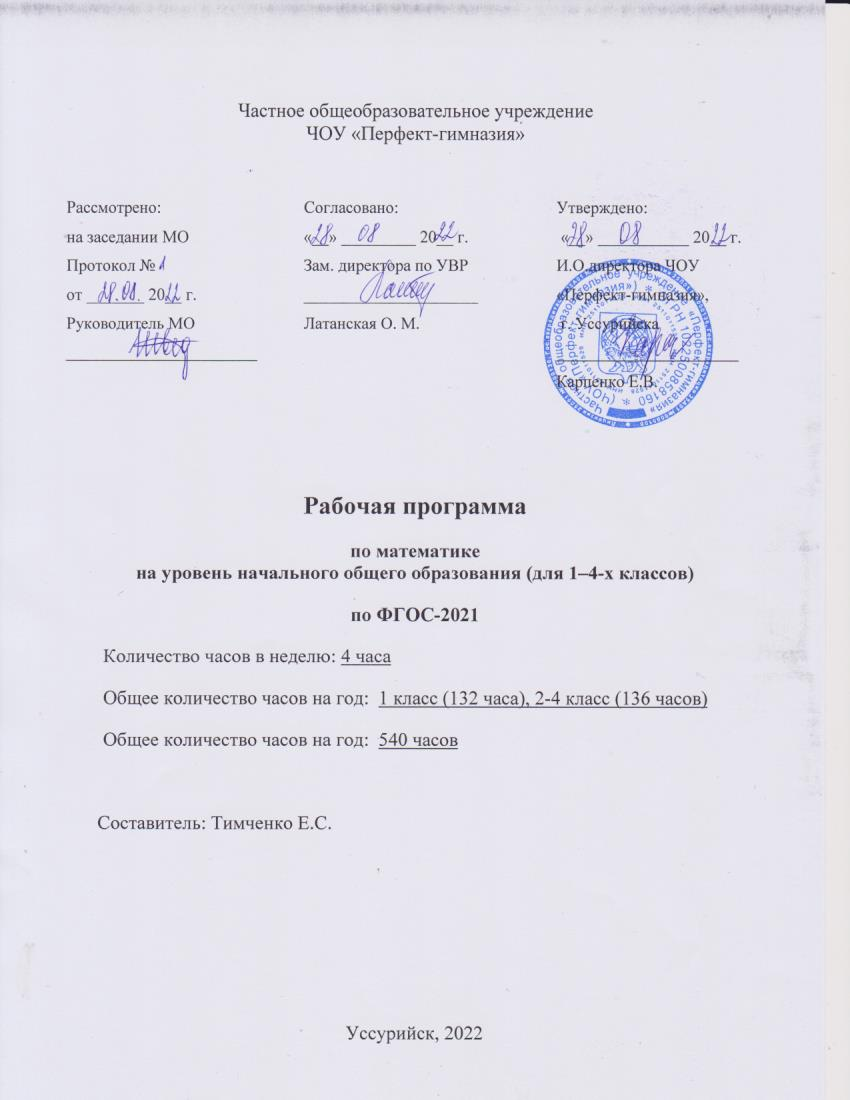 Частное общеобразовательное учреждение
ЧОУ «Перфект-гимназия»
Рассмотрено:
на заседании МО
Протокол № 1
от 28.08. 2022 г.
Руководитель МО
Согласовано:
«28» 08 2022 г.
Зам. директора по УВР
Латанская О. М.
Утверждено:
«28» 08 2022 г.
И.О директора ЧОУ
«Перфект-гимназия»,
г. Уссурийска
Карпенко Е.В.
Рабочая программа
по математике
на уровень начального общего образования (для 1–4-х классов)
по ФГОС-2021
Количество часов в неделю: 4 часа
Общее количество часов на год: 1 класс (132 часа), 2-4 класс (136 часов)
Общее количество часов на год: 540 часов
Составитель: Тимченко Е.С.
Уссурийск, 2022